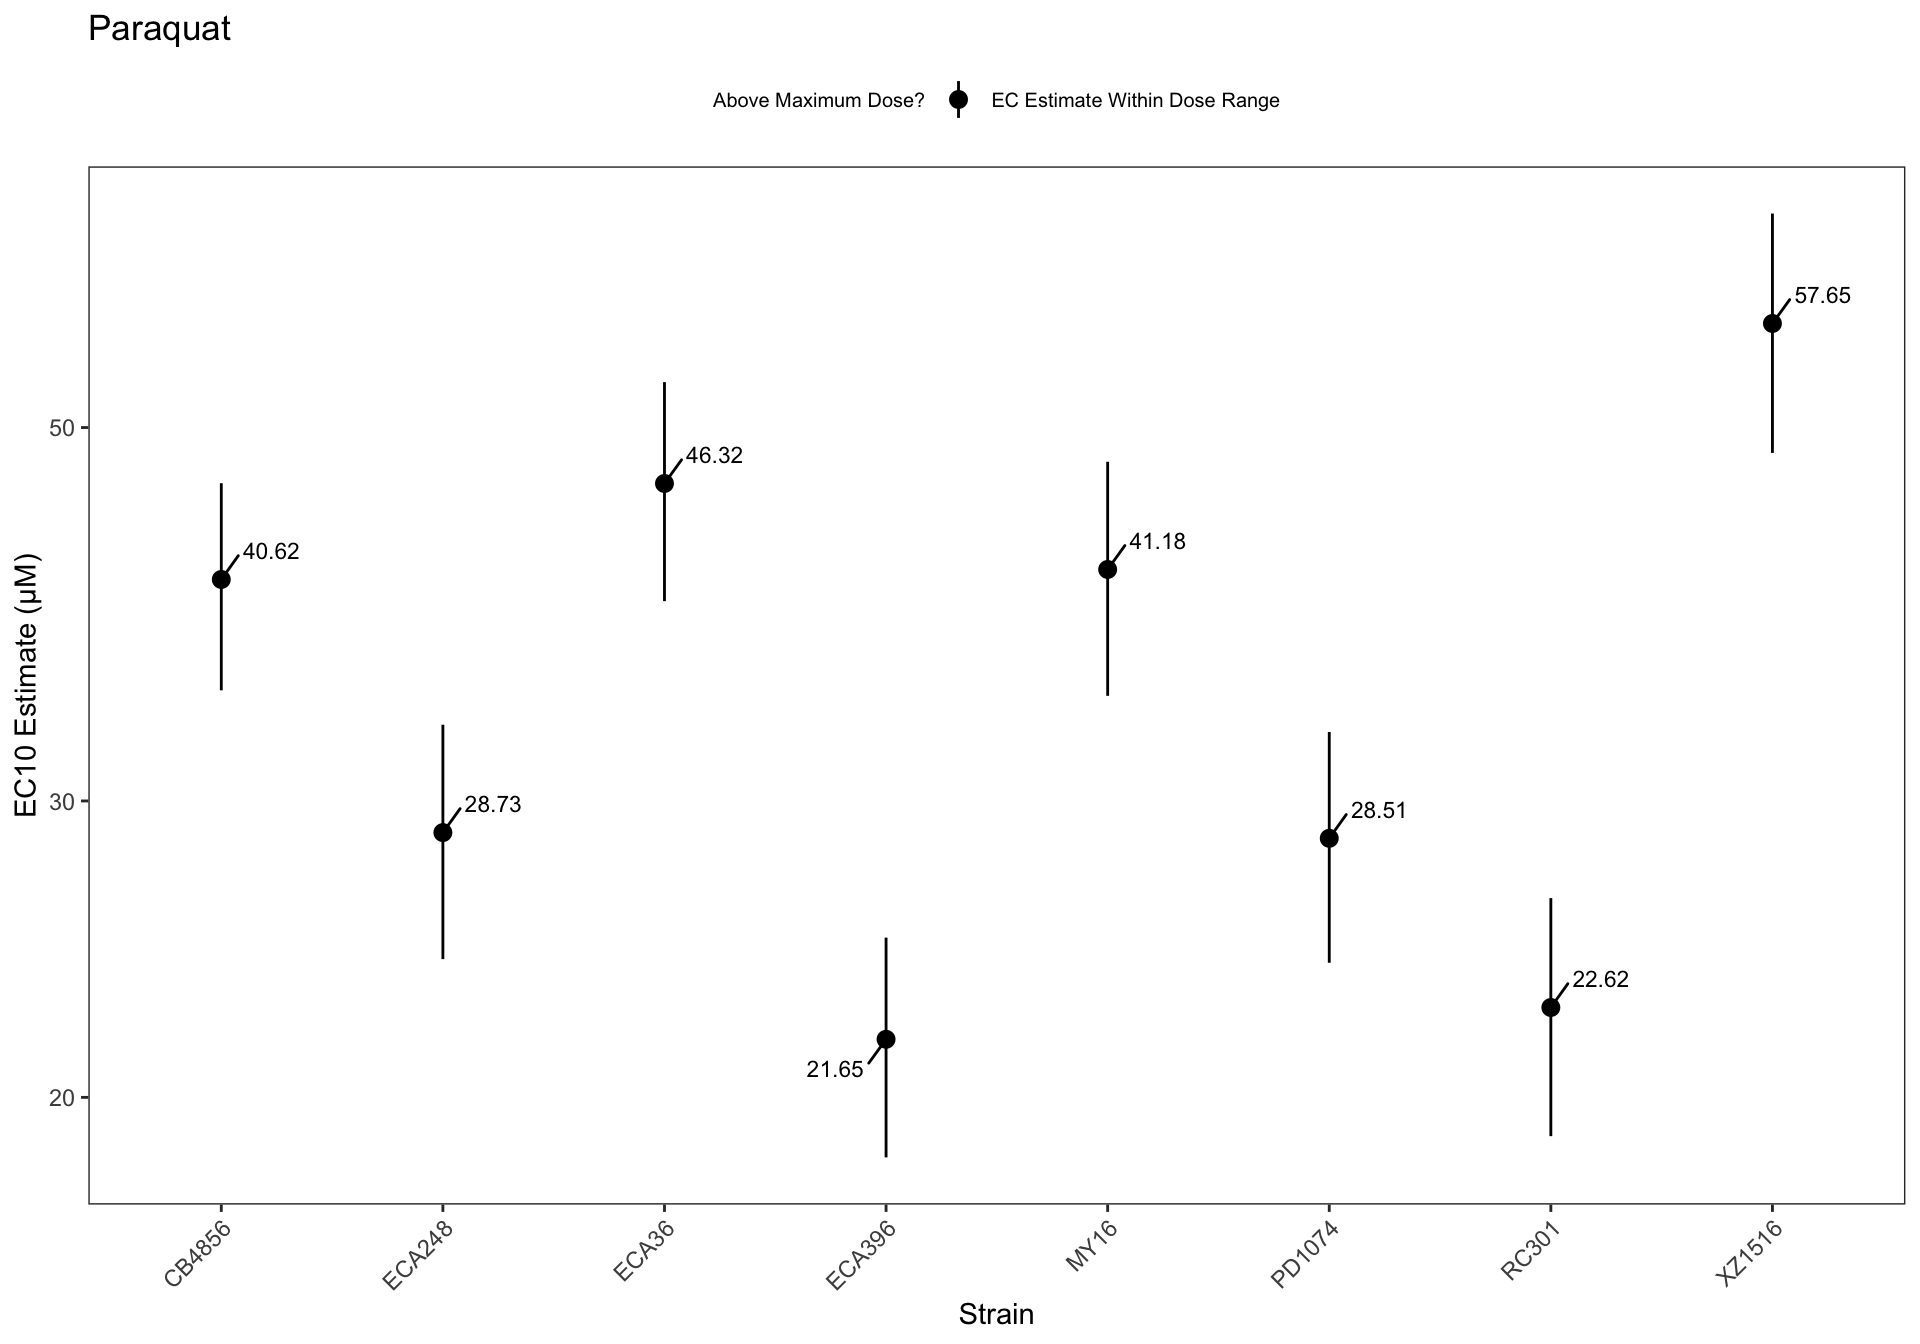 Paraquat
Above Maximum Dose? EC Estimate Within Dose Range
EC10 Estimate (µM)
50
30
20
40.62
28.73
46.32
21.65
41.18
28.51
22.62
57.65
CB4856
ECA248
ECA36
ECA396
MY16
PD1074
RC301
XZ1516
Strain